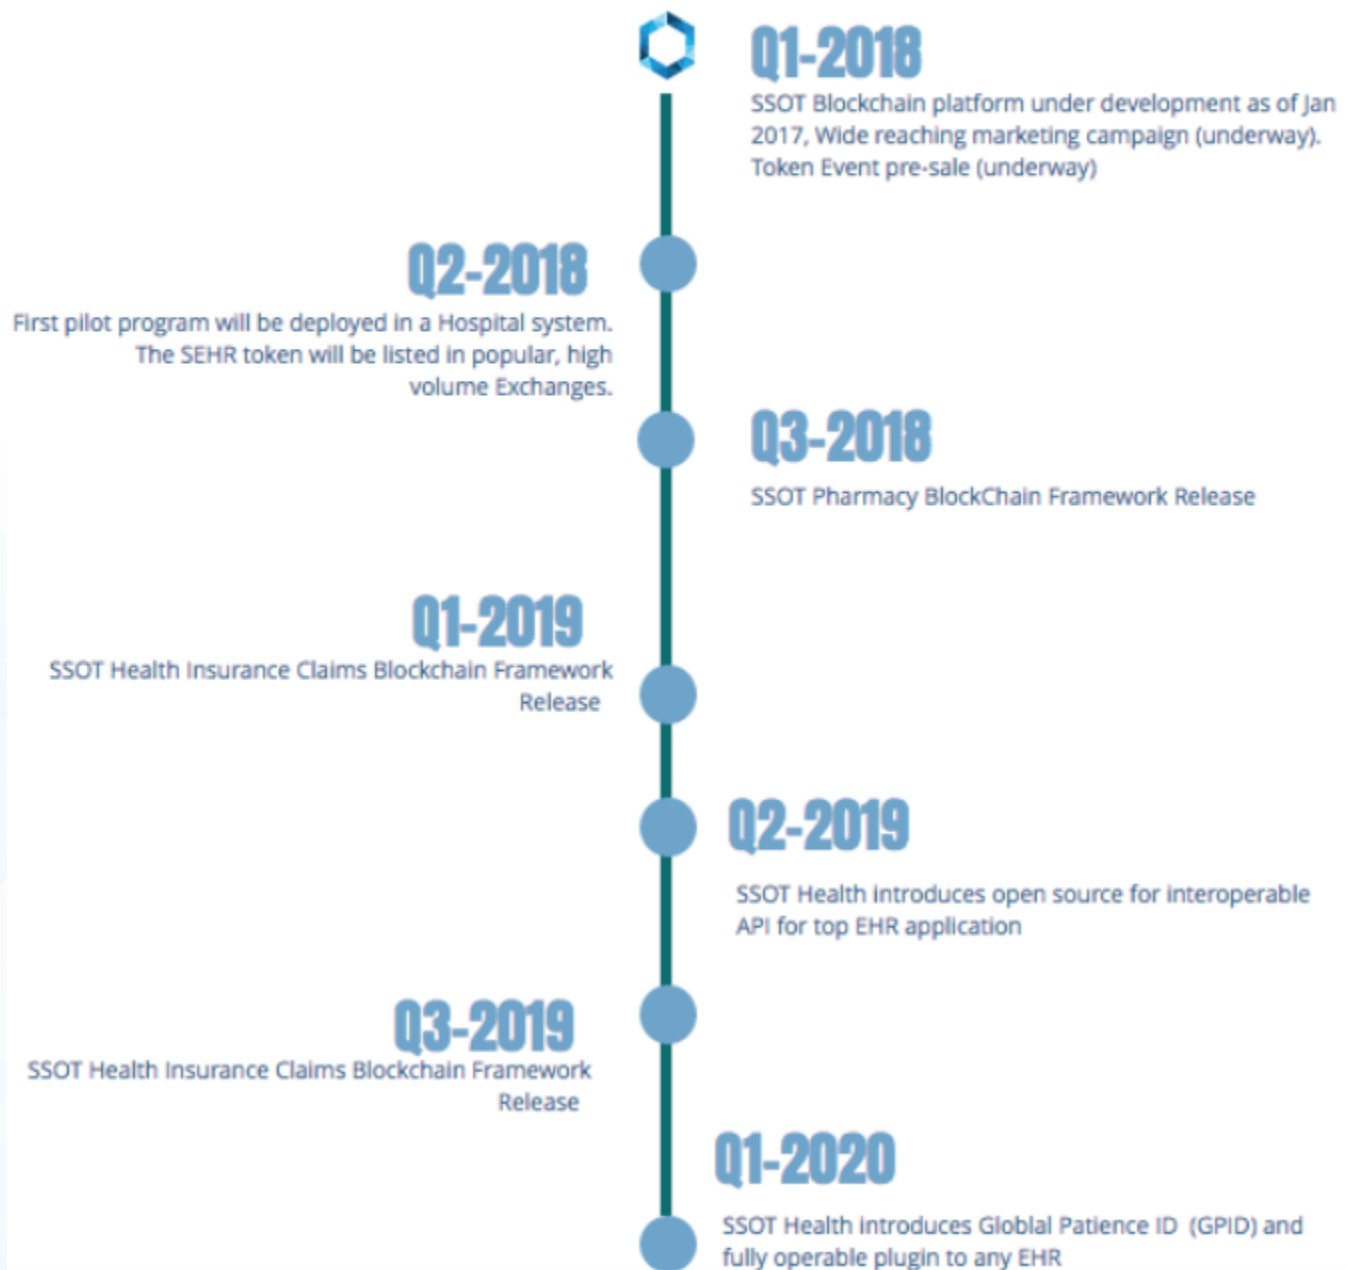 Q1-2018
SSOT Blockchain platform under development as of Jan
2017, Wide reaching marketing campaign (underway).
Token Event pre-sale (underway)
Q2-2018
First pilot program will be deployed in a Hospital system.
The SEHR token will be listed in popular, high
volume Exchanges.
Q3-2018
SSOT Pharmacy BlockChain Framework Release
Q1-2019
SSOT Health Insurance Claims Blockchain Framework
Release
Q2-2019
SSOT Health introduces open source for interoperable
API for top EHR application
Q3-2019
SSOT Health Insurance Claims Blockchain Framework
Release
Q1-2020
SSOT Health introduces Globlal Patience ID (GPID) and
fully operable plugin to any EHR